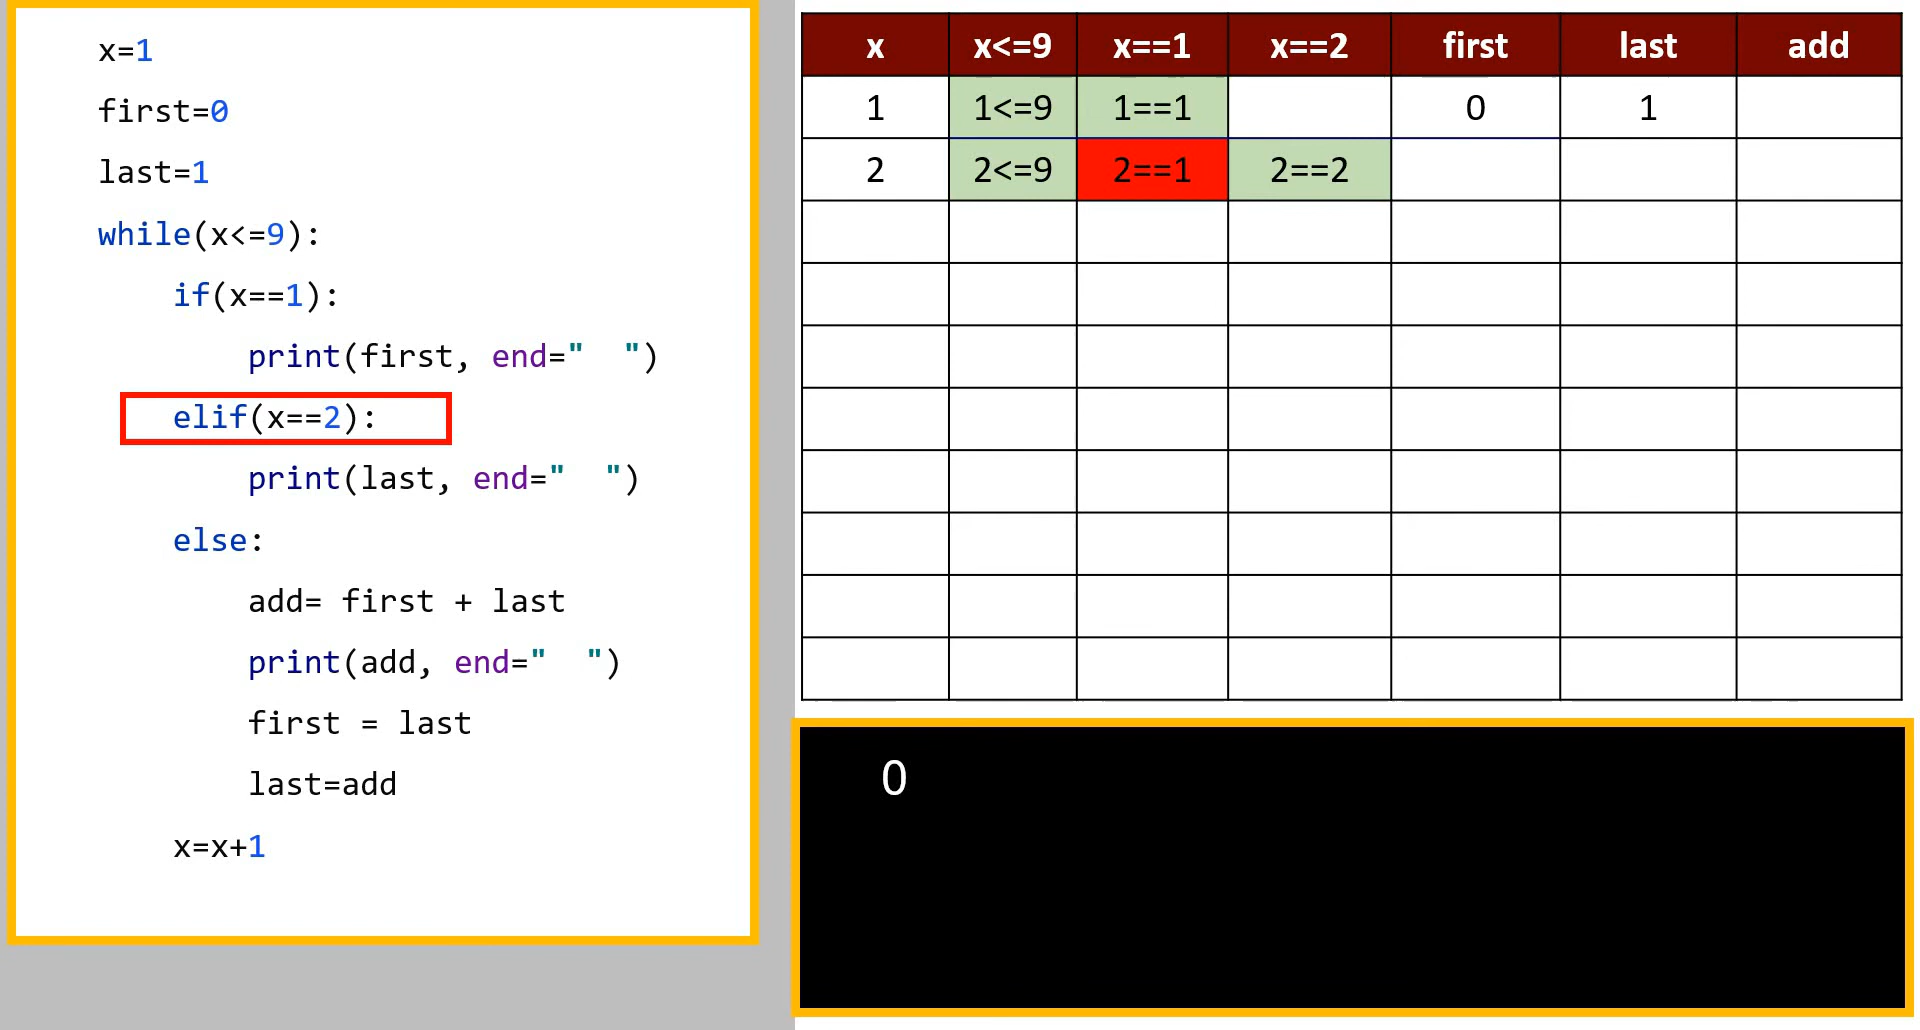 x=1
first=0
last=1
while(x<=9):
if(x==1):
print(first, end="  ")
elif(x==2):
print(last, end="  ")
else:
add= first + last
print(add, end="  ")
first = last
last=add
x=x+1
x x<=9 x==1 x==2 first last add
1 1<=9 1==1 0 1
2 2<=9 2==1 2==2
0